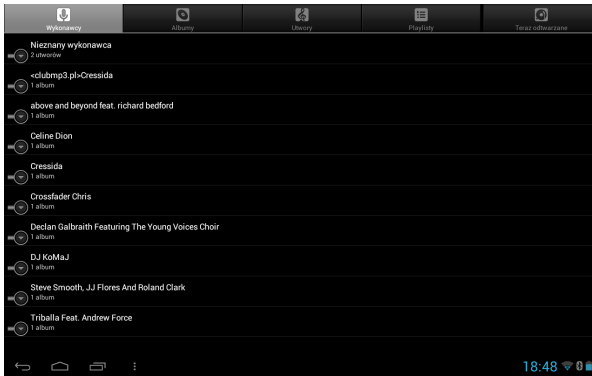 Wykonawcy
Albumy
Utwory
Playlisty
Teraz odtwarzane
Nieznany wykonawca
2 utworów
<clubmp3.pl>Cressida
1 album
above and beyond feat. richard bedford
1 album
Celine Dion
1 album
Cressida
1 album
Crossfader Chris
1 album
Declan Galbraith Featuring The Young Voices Choir
1 album
DJ KoMaJ
1 album
Steve Smooth, JJ Flores And Roland Clark
1 album
Triballa Feat. Andrew Force
1 album
18:48